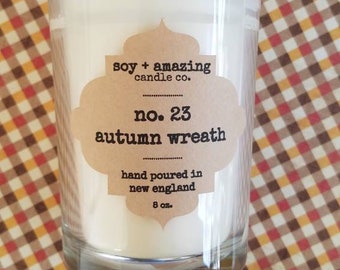 soy + amazing
candle co.
no. 23
autumn wreath
hand poured in
new england
8 oz.